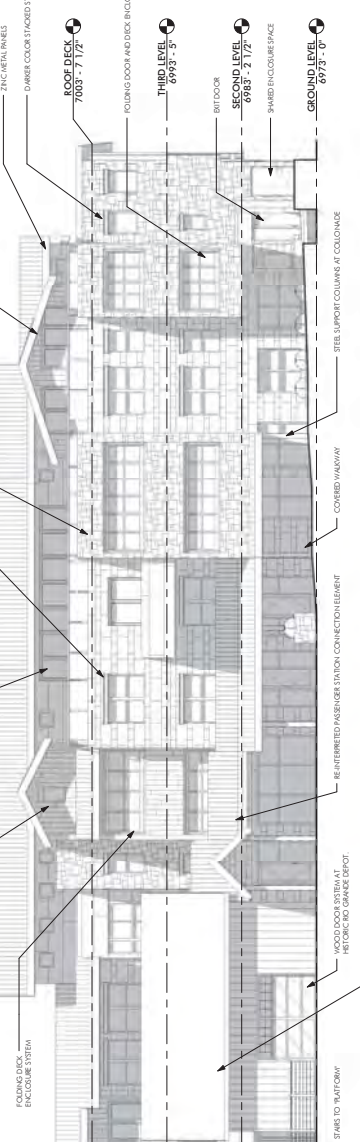 ZINC METAL PANELS
DARKER COLOR STACKED
ROOF DECK
7003' - 7 1/2"
FOLDING DOOR AND DECK
THIRD LEVEL
6993' - 5"
EXIT DOOR
SECOND LEVEL
6983' - 2 1/2"
SHARED ENCLOSURE SPACE
GROUND LEVEL
6973' - 0"
STEEL SUPPORT COLUMNS AT COLLONADE
COVERED WALKWAY
RE-INTERPRETED PASSENGER STATION CONNECTION ELEMENT
WOOD DOOR SYSTEM AT
HISTORIC RIO GRANDE DEPOT
STAIRS TO "PLATFORM"
FOLDING DECK
ENCLOSURE SYSTEM